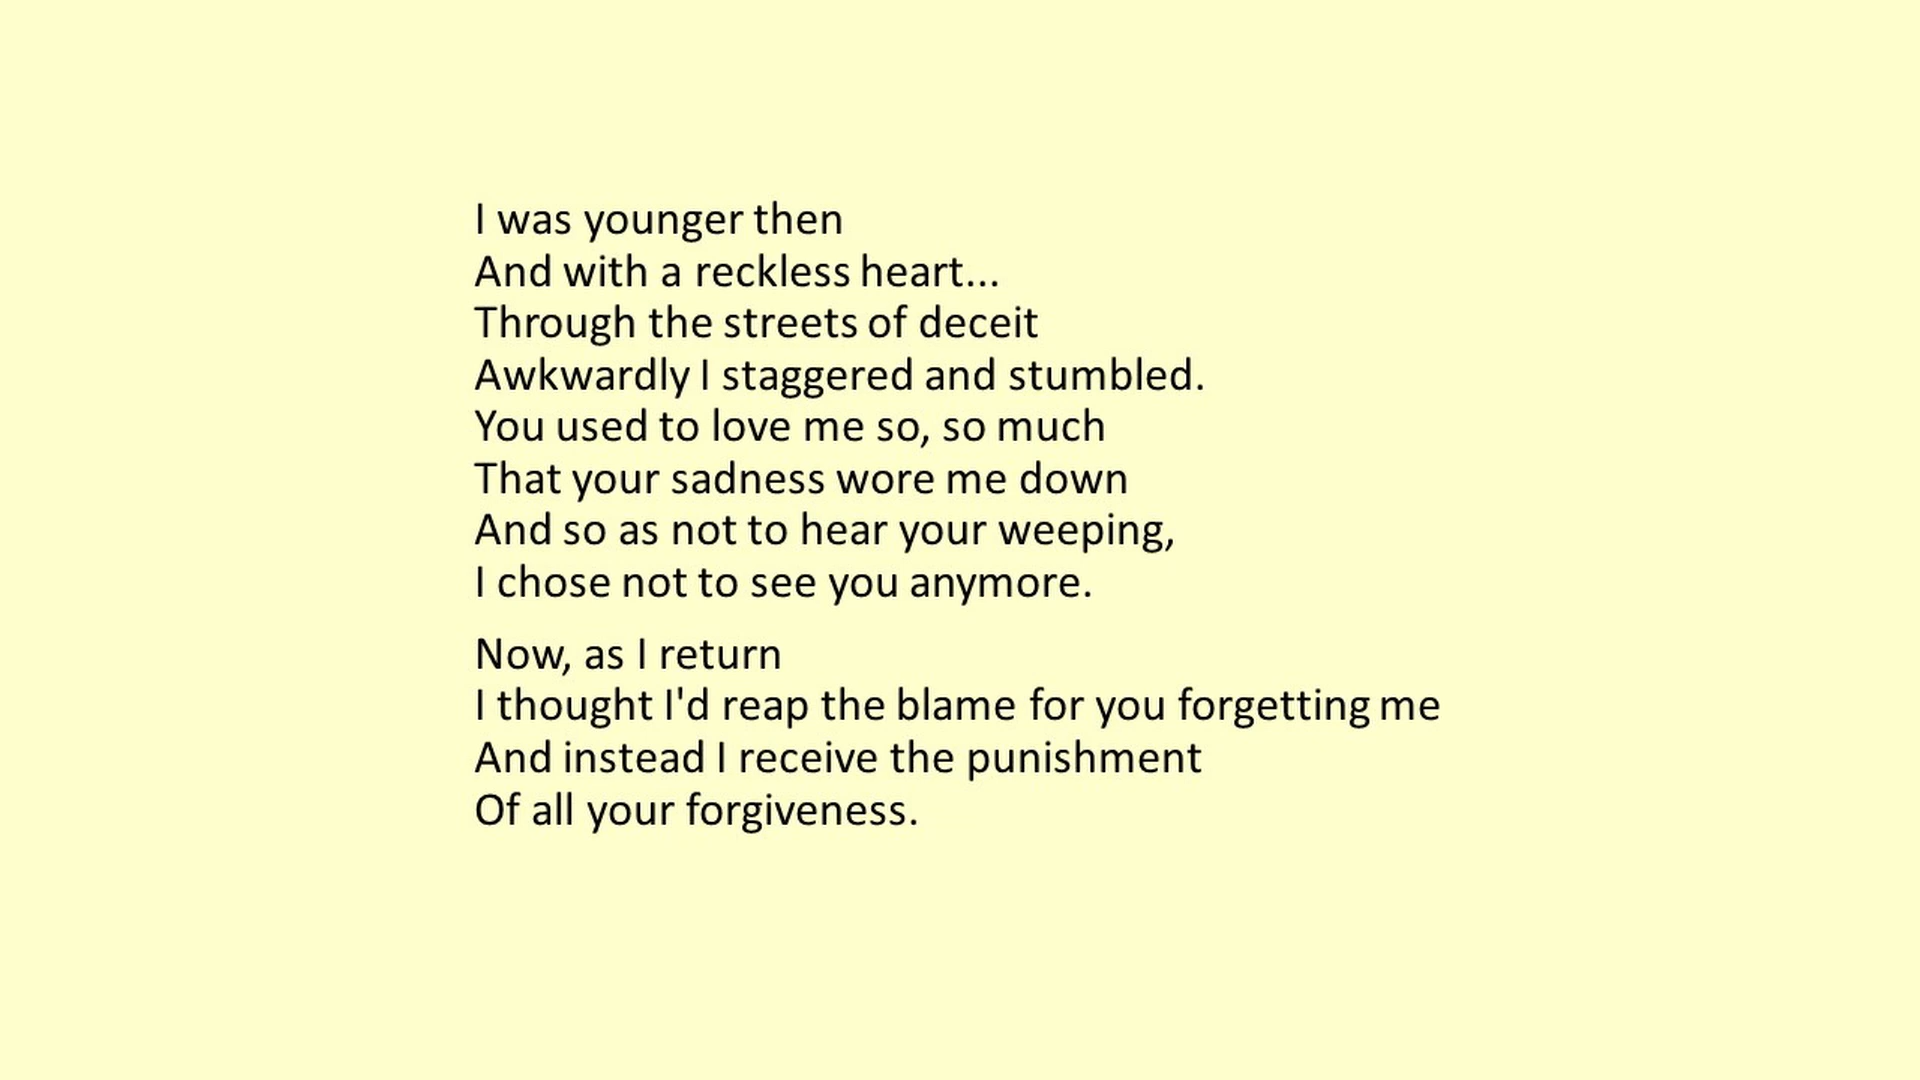 I was younger then
And with a reckless heart...
Through the streets of deceit
Awkwardly I staggered and stumbled.
You used to love me so, so much
That your sadness wore me down
And so as not to hear your weeping,
I chose not to see you anymore.
Now, as I return
I thought I'd reap the blame for you forgetting me
And instead I receive the punishment
Of all your forgiveness.